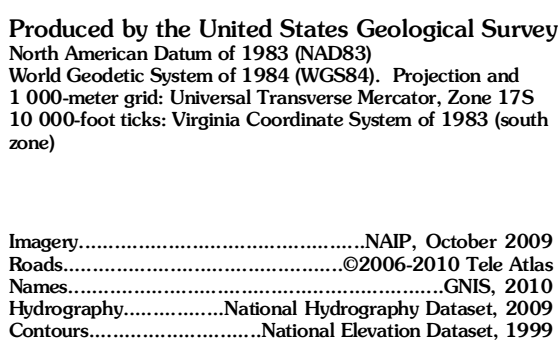 Produced by the United States Geological Survey
North American Datum of 1983 (NAD83)
World Geodetic System of 1984 (WGS84).  Projection and
1 000-meter grid: Universal Transverse Mercator, Zone 17S
10 000-foot ticks: Virginia Coordinate System of 1983 (south
zone)
Imagery.................................................NAIP, October 2009
Roads................................................©2006-2010 Tele Atlas
Names................................................................GNIS, 2010
Hydrography.................National Hydrography Dataset, 2009
Contours.............................National Elevation Dataset, 1999